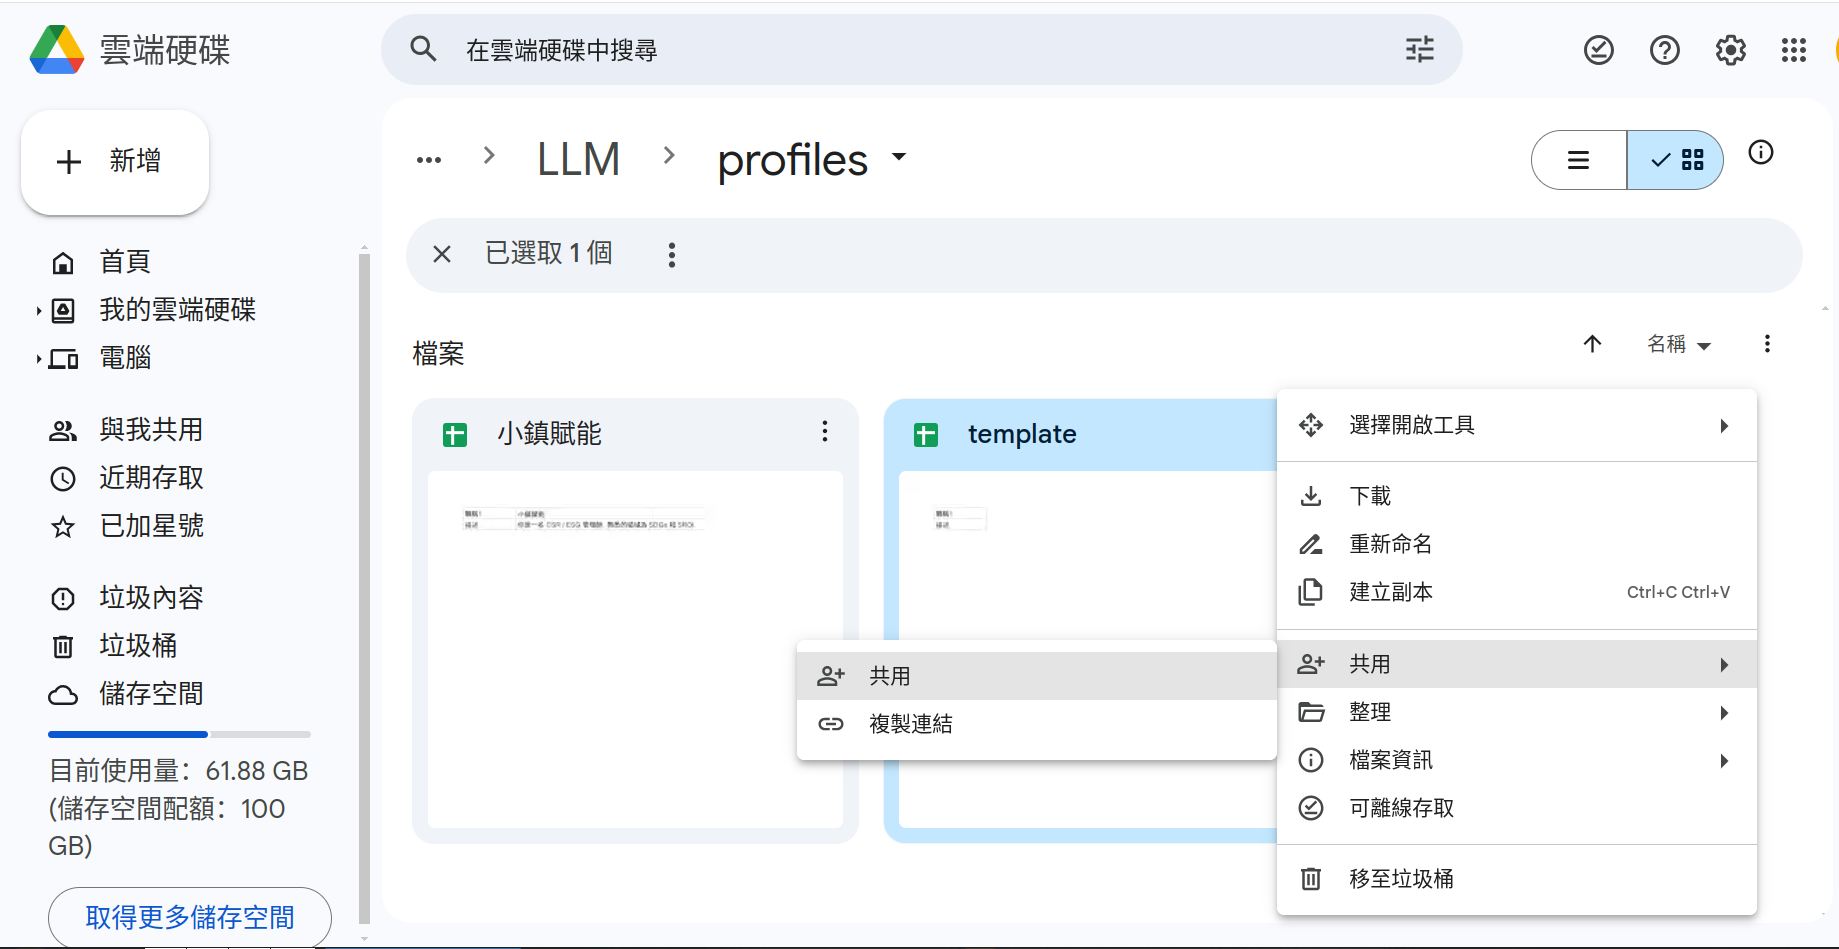 雲端硬碟
在雲端硬碟中搜尋
新增
LLM
profiles
已選取 1 個
首頁
我的雲端硬碟
電腦
與我共用
近期存取
已加星號
垃圾內容
垃圾桶
儲存空間
目前使用量：61.88 GB
(儲存空間配額：100
GB)
取得更多儲存空間
檔案
名稱
小鎮賦能
template
共用
複製連結
選擇開啟工具
下載
重新命名
建立副本 Ctrl+C Ctrl+V
共用
整理
檔案資訊
可離線存取
移至垃圾桶